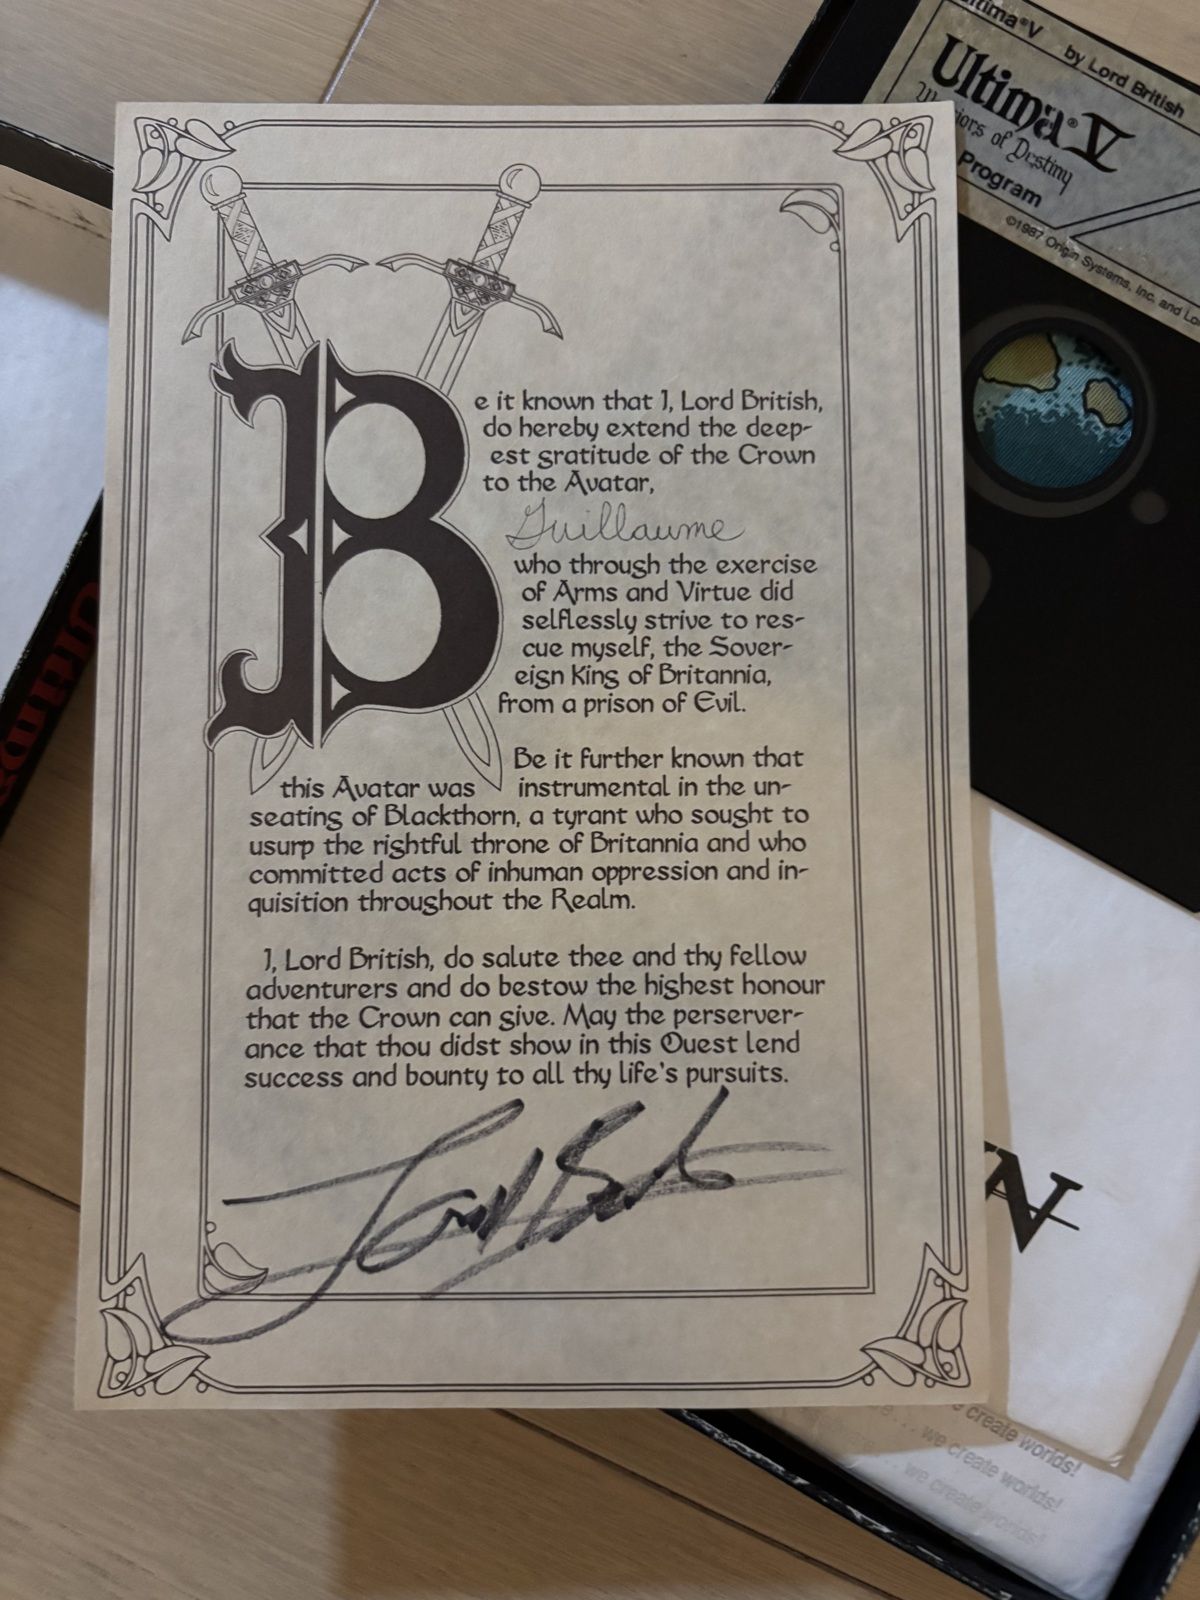 Ultima® V by Lord British
Ultima® V
Warriors of Destiny
Program
©1987 Origin Systems, Inc. and
Be it known that I, Lord British,
do hereby extend the deep-
est gratitude of the Crown
to the Avatar,
Guillaume
who through the exercise
of Arms and Virtue did
selflessly strive to res-
cue myself, the Sover-
eign King of Britannia,
from a prison of Evil.
Be it further known that
this Avatar was instrumental in the un-
seating of Blackthorn, a tyrant who sought to
usurp the rightful throne of Britannia and who
committed acts of inhuman oppression and in-
quisition throughout the Realm.
I, Lord British, do salute thee and thy fellow
adventurers and do bestow the highest honour
that the Crown can give. May the perserver-
ance that thou didst show in this Quest lend
success and bounty to all thy life's pursuits.
Lord British
we create worlds!
we create worlds!
we create worlds!